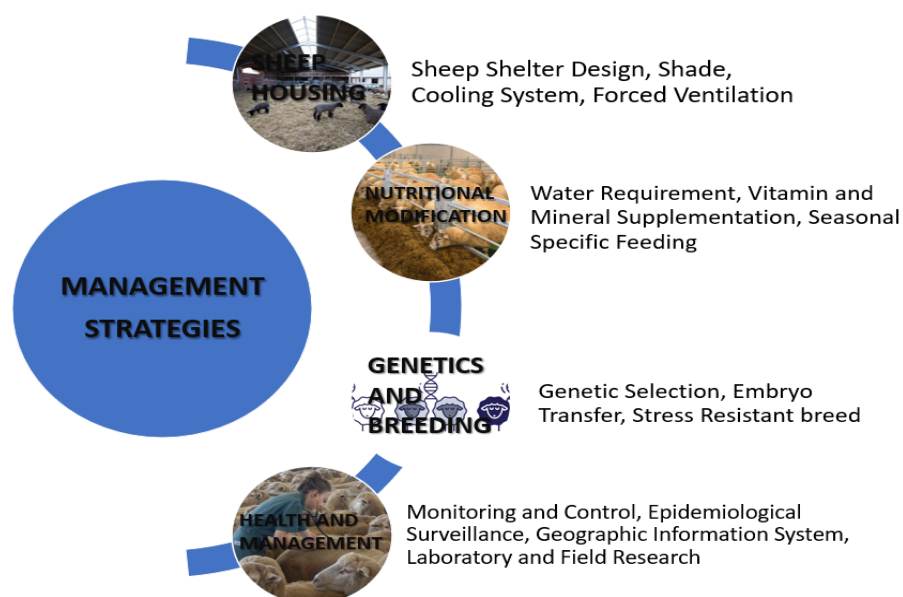 SHEEP
HOUSING
Sheep Shelter Design, Shade,
Cooling System, Forced Ventilation
NUTRITIONAL
MODIFICATION
Water Requirement, Vitamin and
Mineral Supplementation, Seasonal
Specific Feeding
MANAGEMENT
STRATEGIES
GENETICS
AND
BREEDING
Genetic Selection, Embryo
Transfer, Stress Resistant breed
HEALTH AND
MANAGEMENT
Monitoring and Control, Epidemiological
Surveillance, Geographic Information System,
Laboratory and Field Research